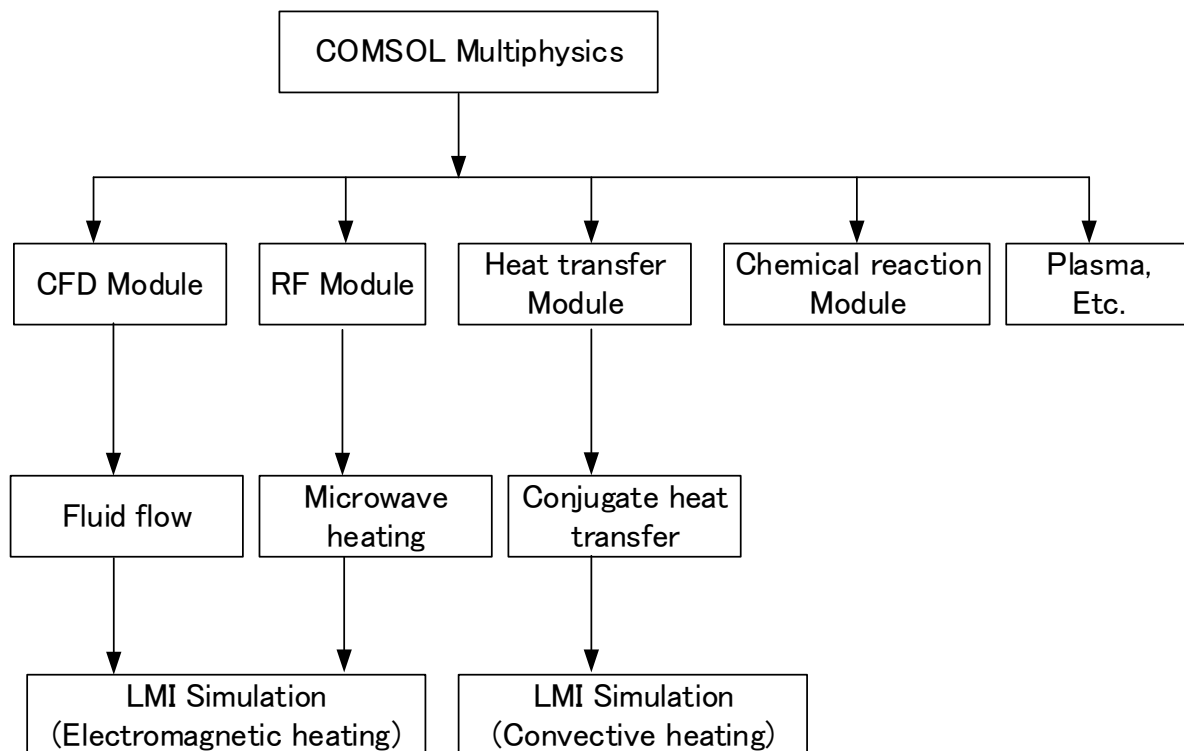 COMSOL Multiphysics
CFD Module
RF Module
Heat transfer
Module
Chemical reaction
Module
Plasma,
Etc.
Fluid flow
Microwave
heating
Conjugate heat
transfer
LMI Simulation
(Electromagnetic heating)
LMI Simulation
(Convective heating)